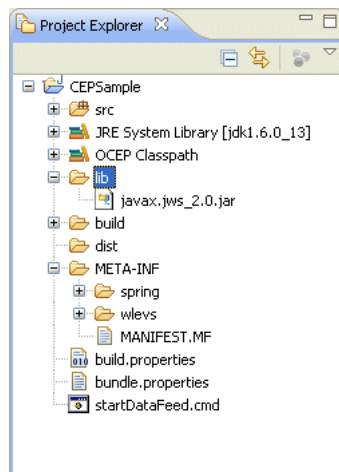 Project Explorer
CEPSample
src
JRE System Library [jdk1.6.0_13]
OCEP Classpath
lib
javax.jws_2.0.jar
build
dist
META-INF
spring
wlevs
MANIFEST.MF
build.properties
bundle.properties
startDataFeed.cmd